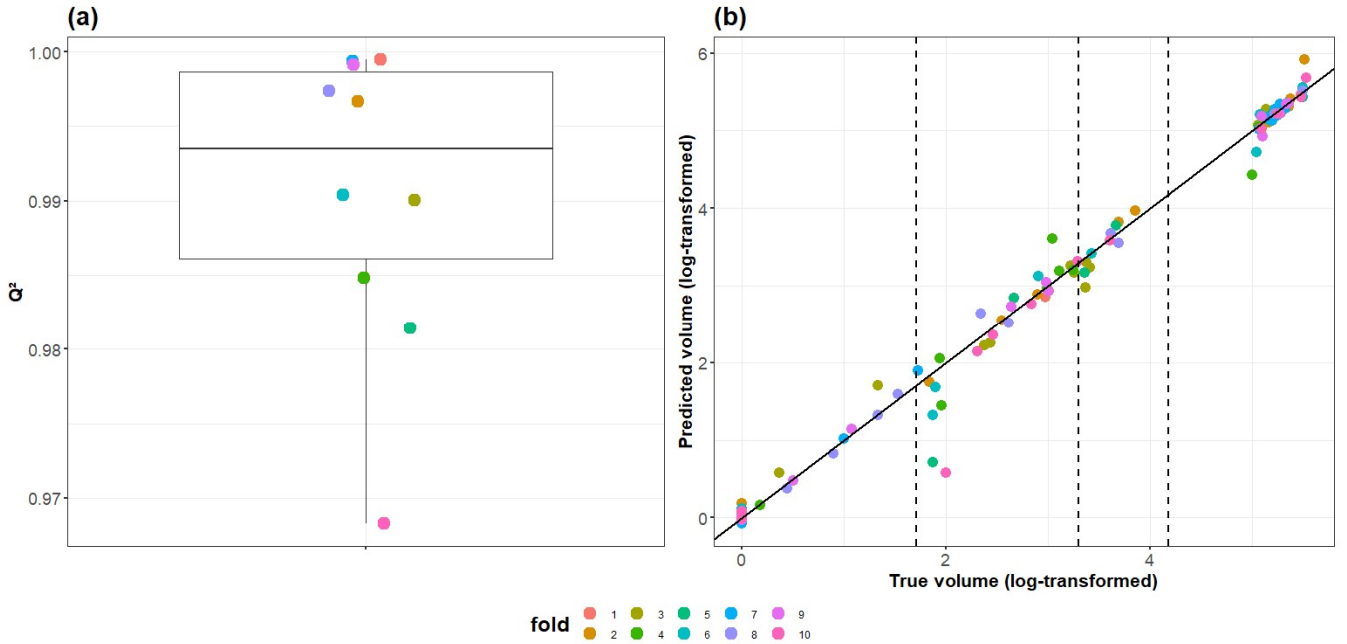 (a)
(b)
1.00
0.99
0.98
0.97
Q²
6
4
2
0
Predicted volume (log-transformed)
0 2 4
True volume (log-transformed)
fold
1 3 5 7 9
2 4 6 8 10